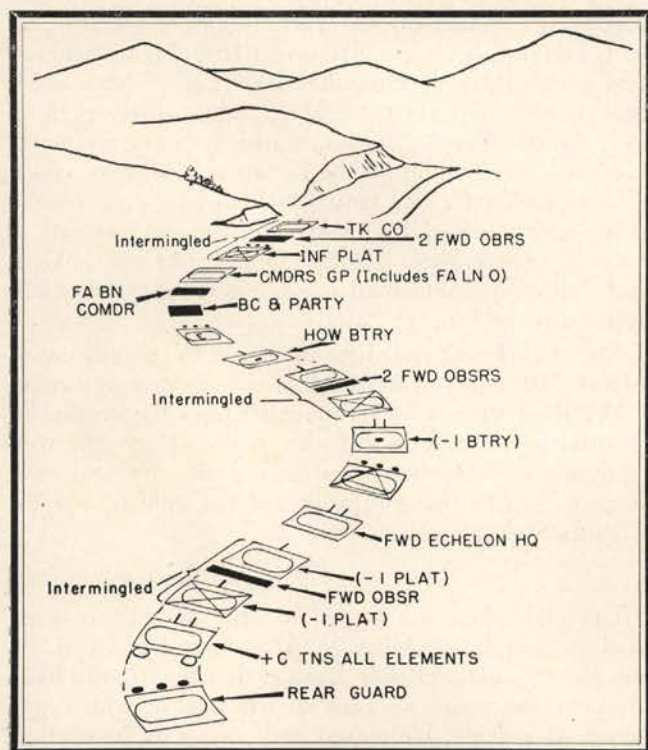 TK CO
Intermingled
2 FWD OBRS
INF PLAT
CMDRS GP (Includes FA LN O)
FA BN
COMDR
BC & PARTY
HOW BTRY
2 FWD OBSRS
Intermingled
(-1 BTRY)
FWD ECHELON HQ
Intermingled
(-1 PLAT)
FWD OBSR
(-1.PLAT)
+C TNS ALL ELEMENTS
REAR GUARD